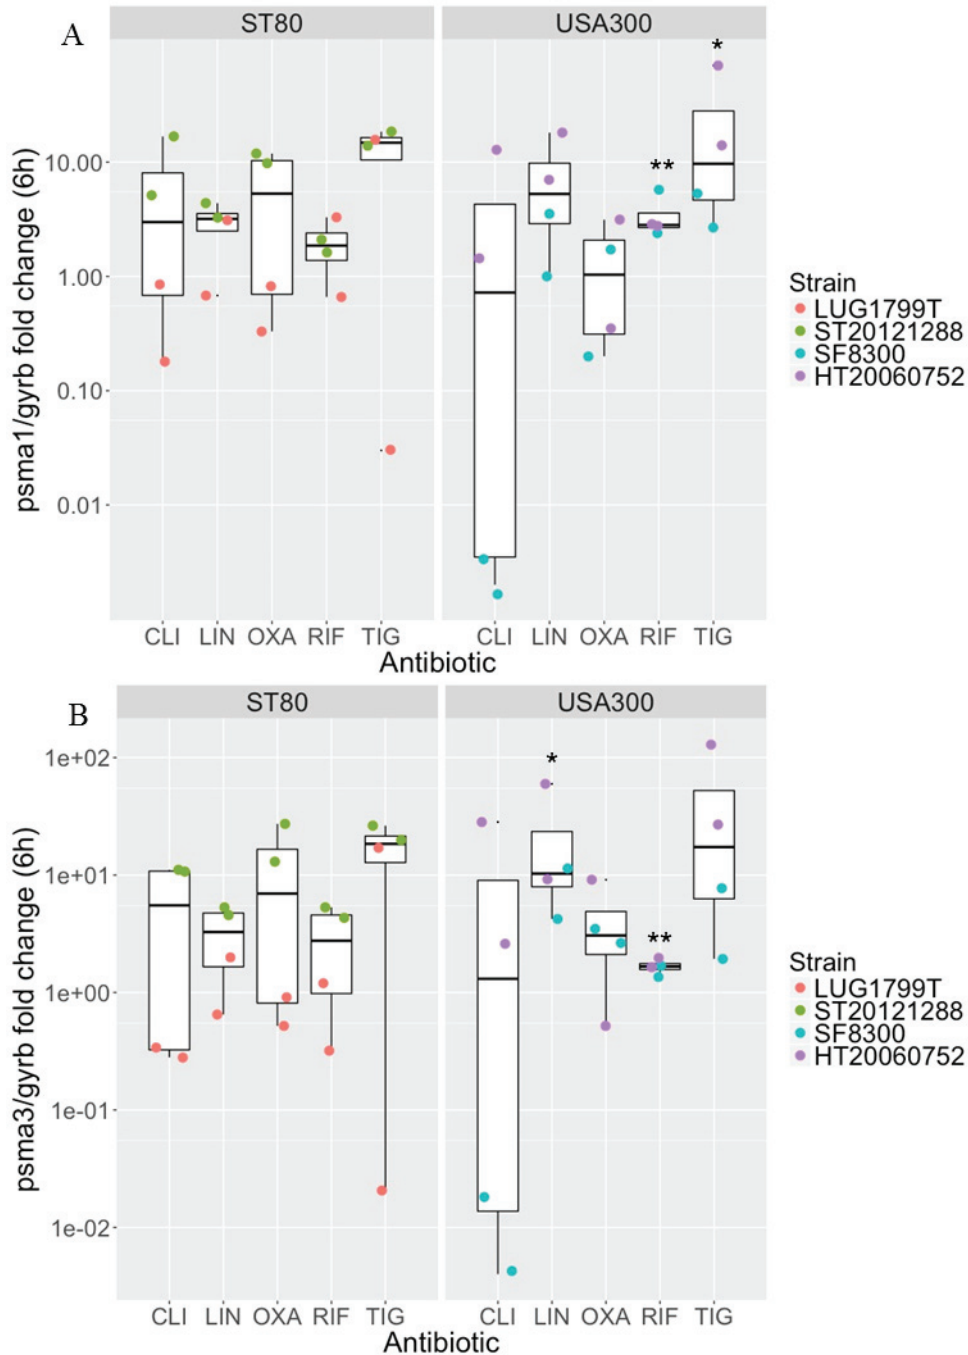 A
ST80
USA300
psma1/gyrb fold change (6h)
10.00
1.00
0.10
0.01
*
**
CLI LIN OXA RIF TIG
CLI LIN OXA RIF TIG
Antibiotic
Strain
LUG1799T
ST20121288
SF8300
HT20060752
B
ST80
USA300
psma3/gyrb fold change (6h)
1e+02
1e+01
1e+00
1e-01
1e-02
*
**
CLI LIN OXA RIF TIG
CLI LIN OXA RIF TIG
Antibiotic
Strain
LUG1799T
ST20121288
SF8300
HT20060752